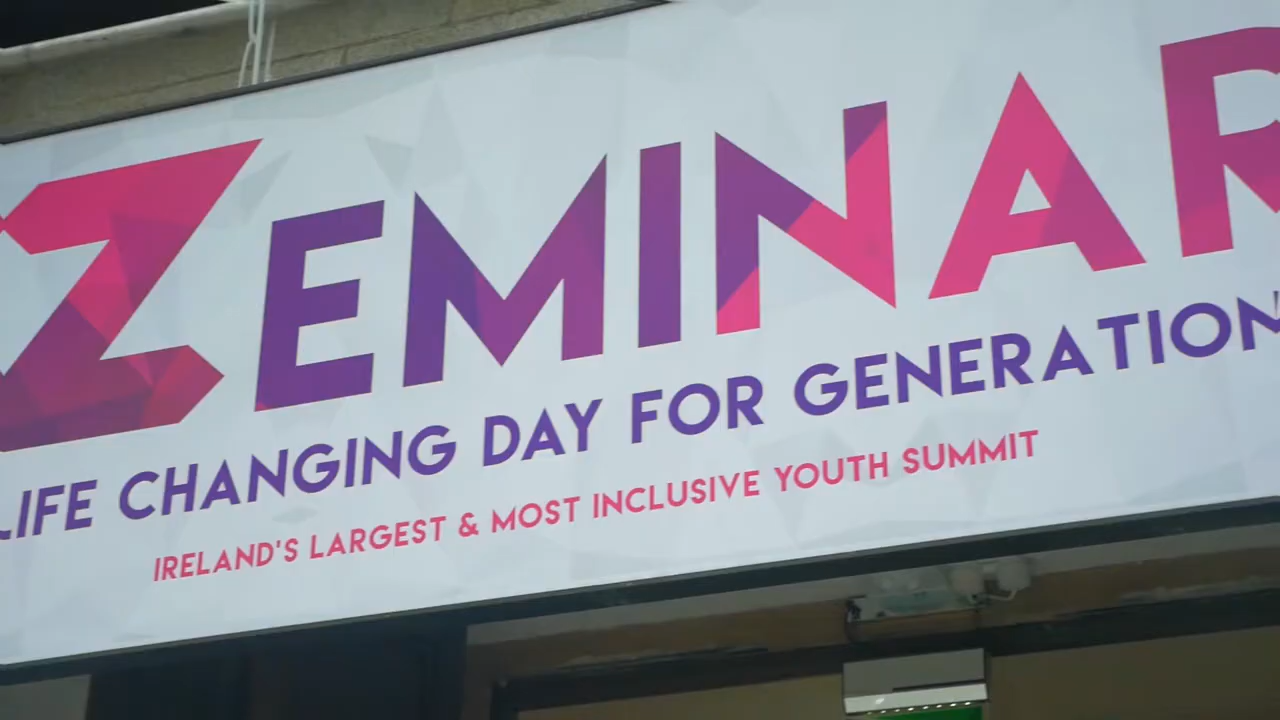 ZEMINAR
LIFE CHANGING DAY FOR GENERATION
IRELAND'S LARGEST & MOST INCLUSIVE YOUTH SUMMIT